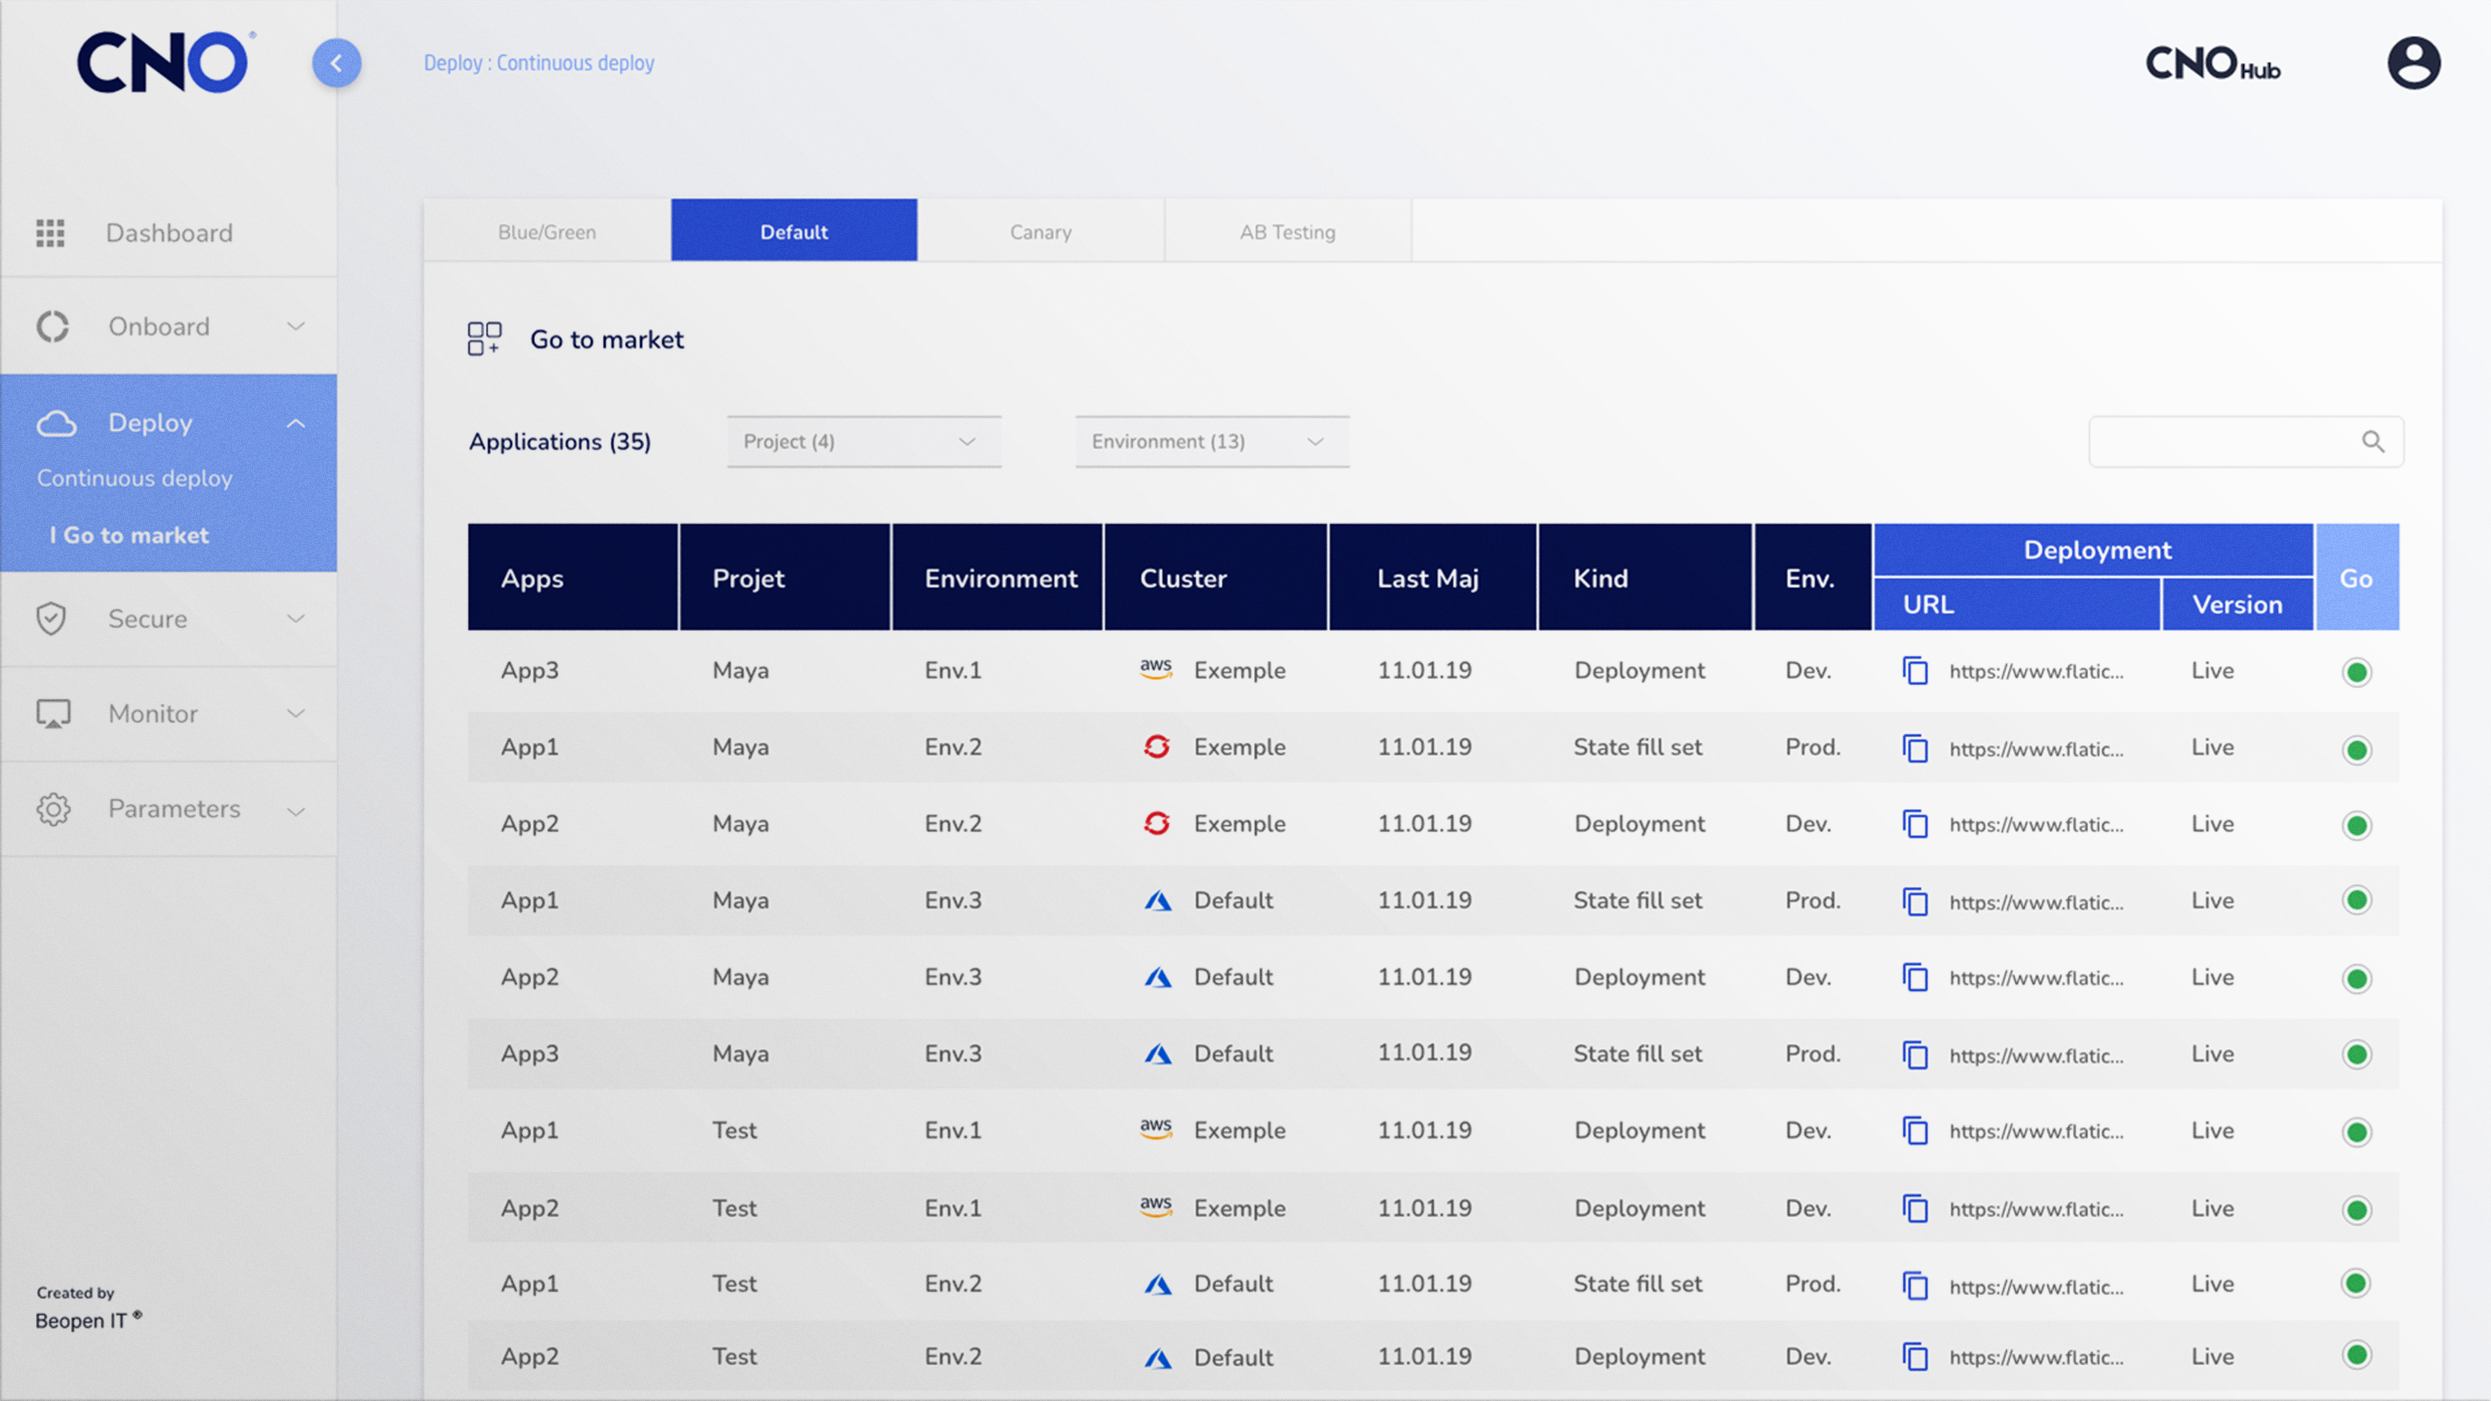 CNO®
Deploy : Continuous deploy
CNO Hub
Dashboard
Onboard
Deploy
Continuous deploy
I Go to market
Secure
Monitor
Parameters
Created by
Beopen IT ®
Blue/Green Default Canary AB Testing
Go to market
Applications (35) Project (4) Environment (13)
Apps Projet Environment Cluster Last Maj Kind Env. Deployment Go
URL Version
App3 Maya Env.1 aws Exemple 11.01.19 Deployment Dev. https://www.flatic... Live
App1 Maya Env.2 Exemple 11.01.19 State fill set Prod. https://www.flatic... Live
App2 Maya Env.2 Exemple 11.01.19 Deployment Dev. https://www.flatic... Live
App1 Maya Env.3 Default 11.01.19 State fill set Prod. https://www.flatic... Live
App2 Maya Env.3 Default 11.01.19 Deployment Dev. https://www.flatic... Live
App3 Maya Env.3 Default 11.01.19 State fill set Prod. https://www.flatic... Live
App1 Test Env.1 aws Exemple 11.01.19 Deployment Dev. https://www.flatic... Live
App2 Test Env.1 aws Exemple 11.01.19 Deployment Dev. https://www.flatic... Live
App1 Test Env.2 Default 11.01.19 State fill set Prod. https://www.flatic... Live
App2 Test Env.2 Default 11.01.19 Deployment Dev. https://www.flatic... Live